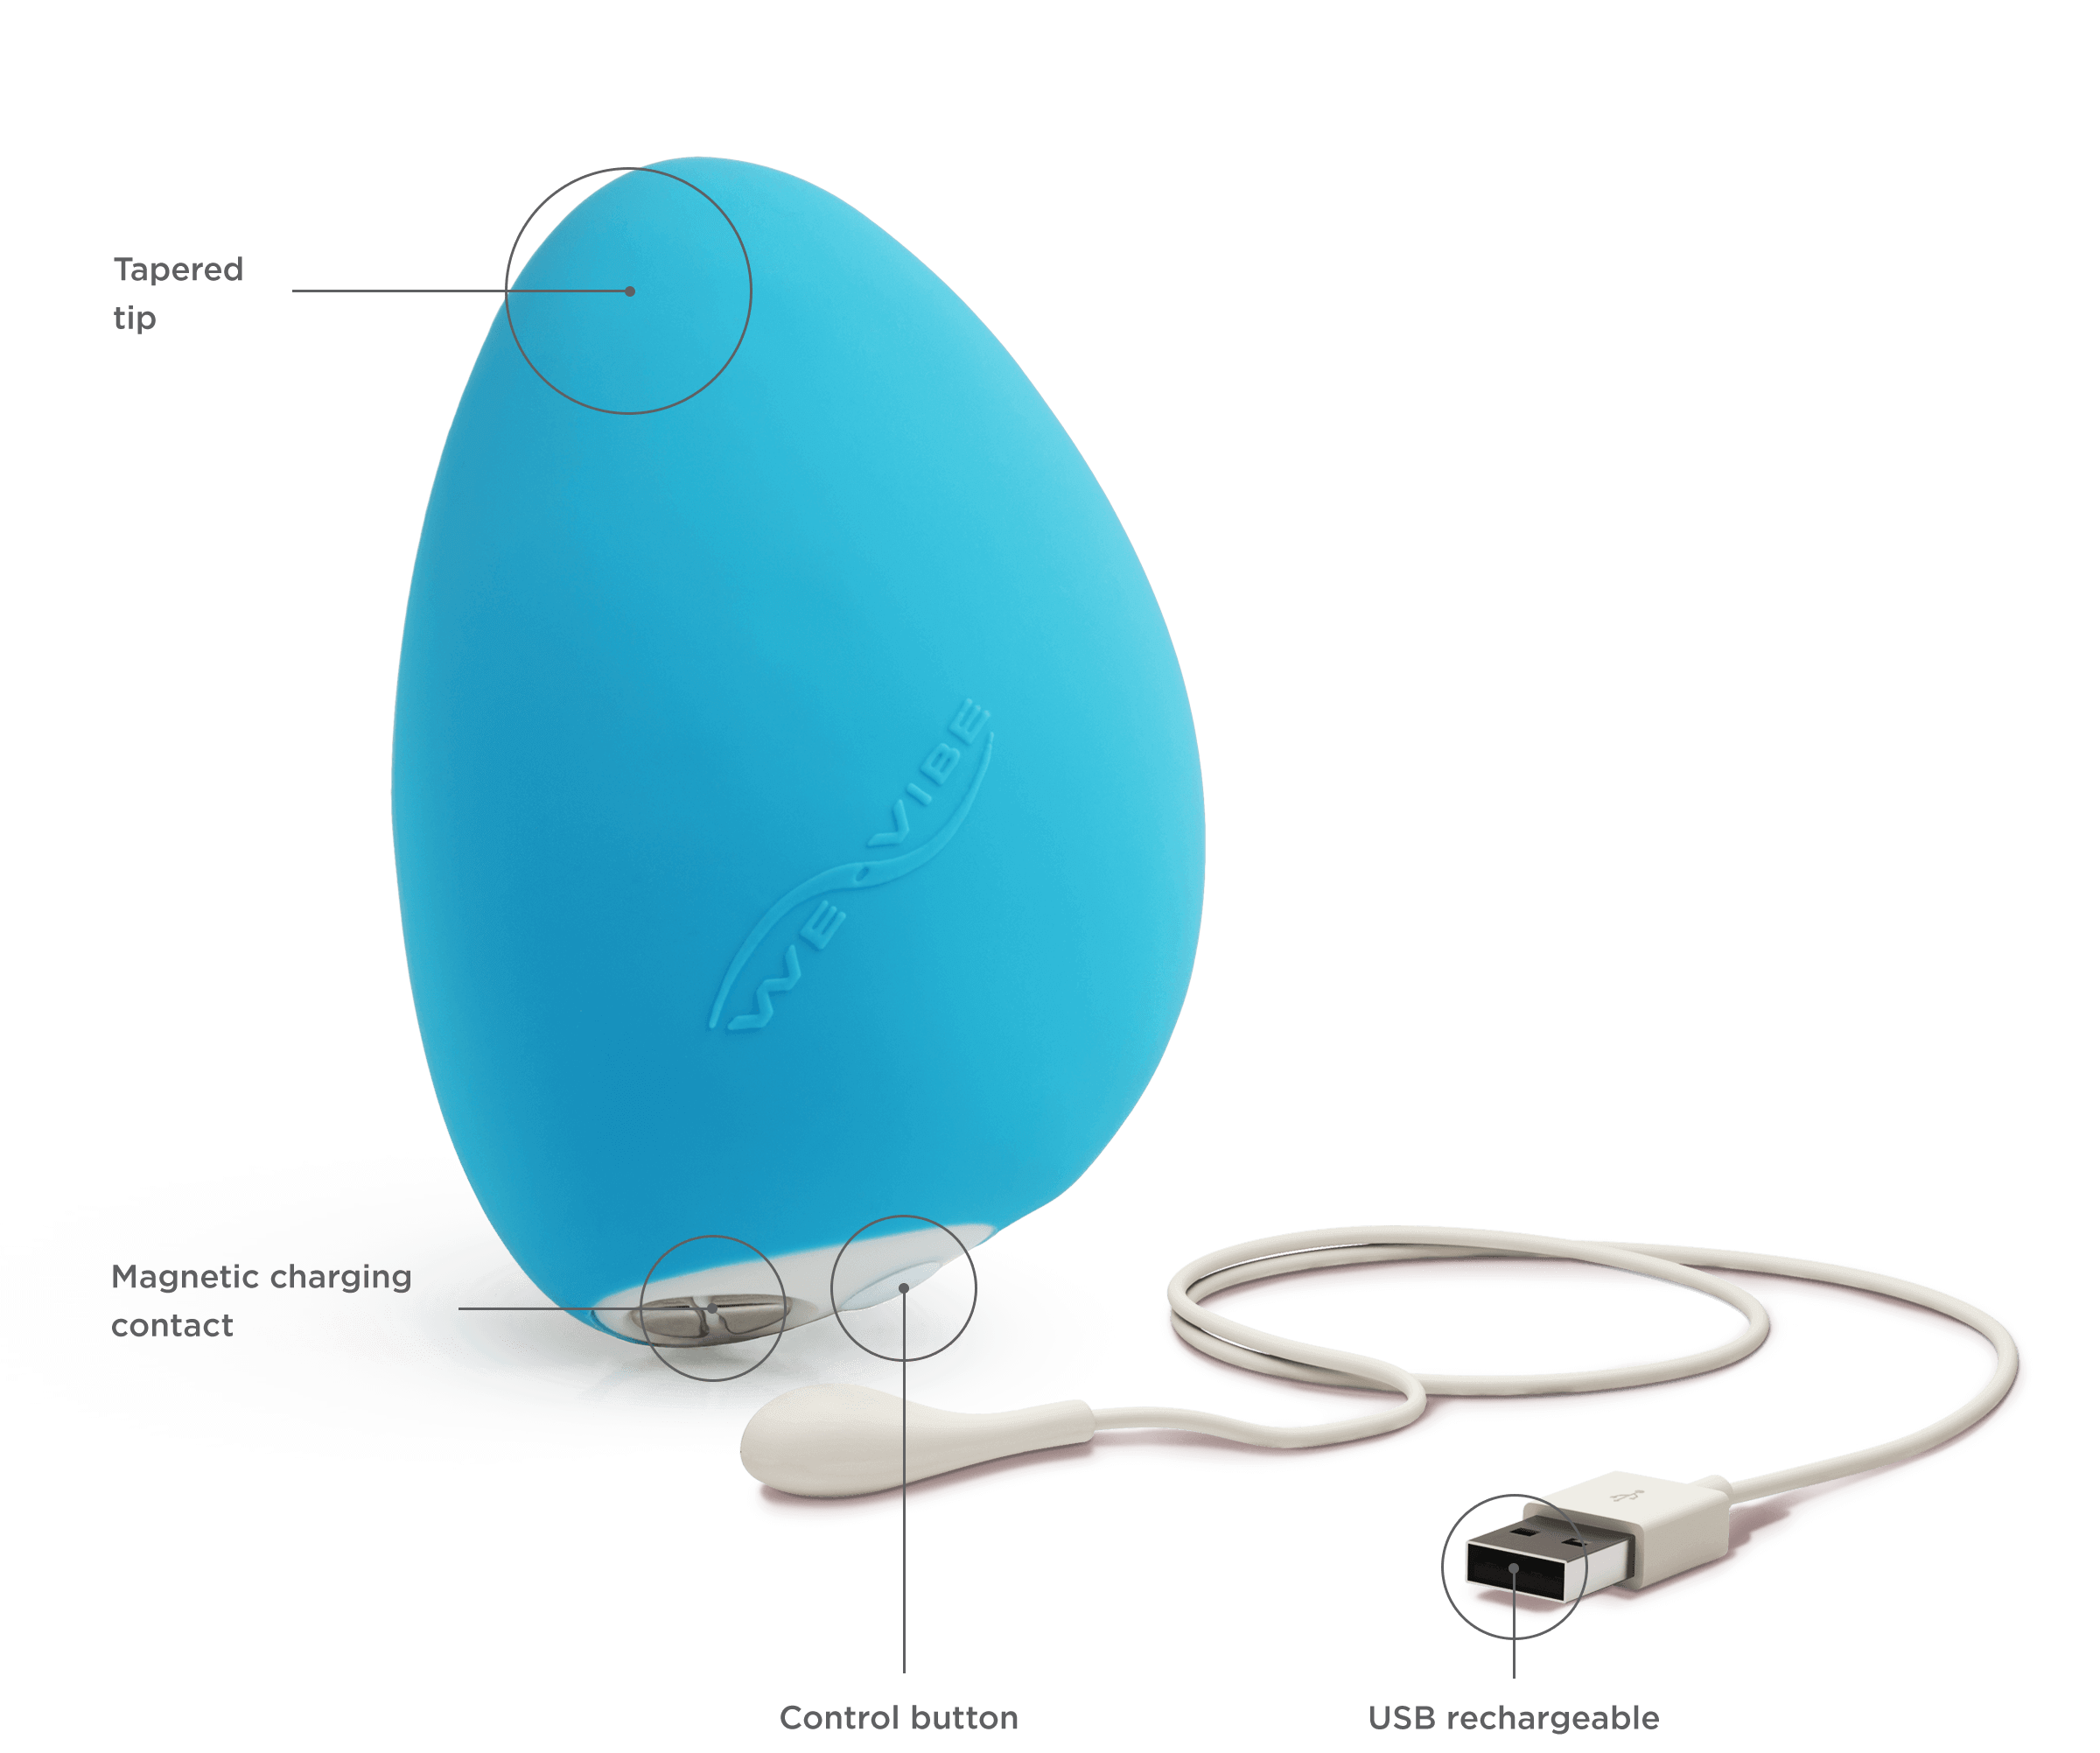 Tapered
tip
WE VIBE
Magnetic charging
contact
Control button
USB rechargeable